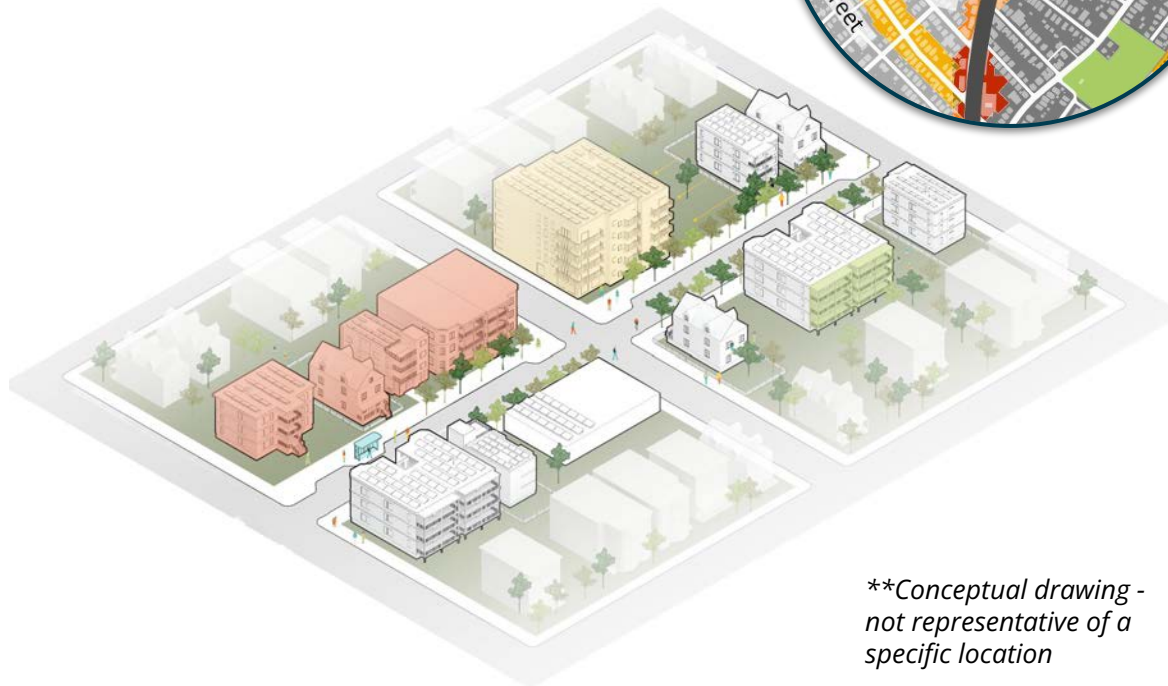 **Conceptual drawing -
not representative of a
specific location